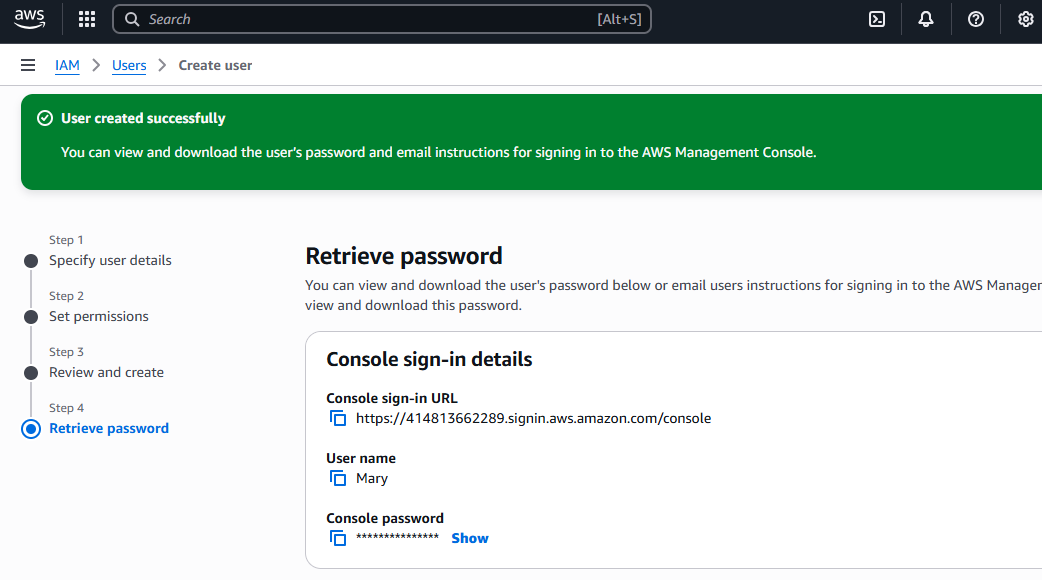 aws
Search [Alt+S]
IAM > Users > Create user
User created successfully
You can view and download the user's password and email instructions for signing in to the AWS Management Console.
Step 1
Specify user details
Step 2
Set permissions
Step 3
Review and create
Step 4
Retrieve password
Retrieve password
You can view and download the user's password below or email users instructions for signing in to the AWS Manager
view and download this password.
Console sign-in details
Console sign-in URL
https://414813662289.signin.aws.amazon.com/console
User name
Mary
Console password
*************** Show